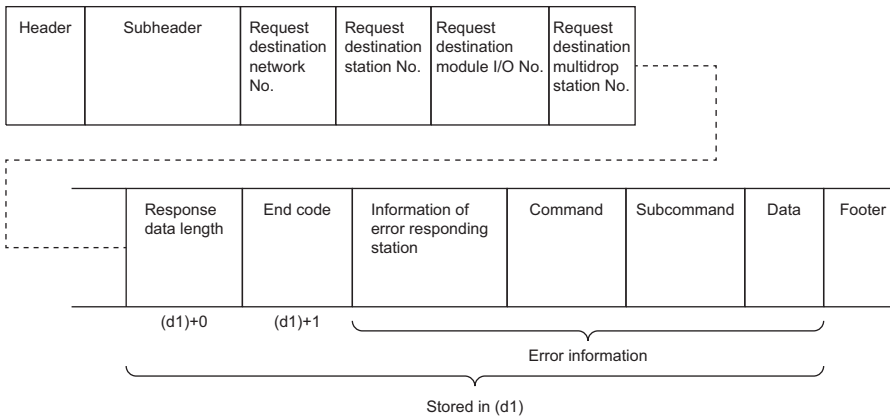 Header
Subheader
Request
destination
network
No.
Request
destination
station No.
Request
destination
module I/O No.
Request
destination
multidrop
station No.
Response
data length
End code
Information of
error responding
station
Command
Subcommand
Data
Footer
(d1)+0
(d1)+1
Error information
Stored in (d1)